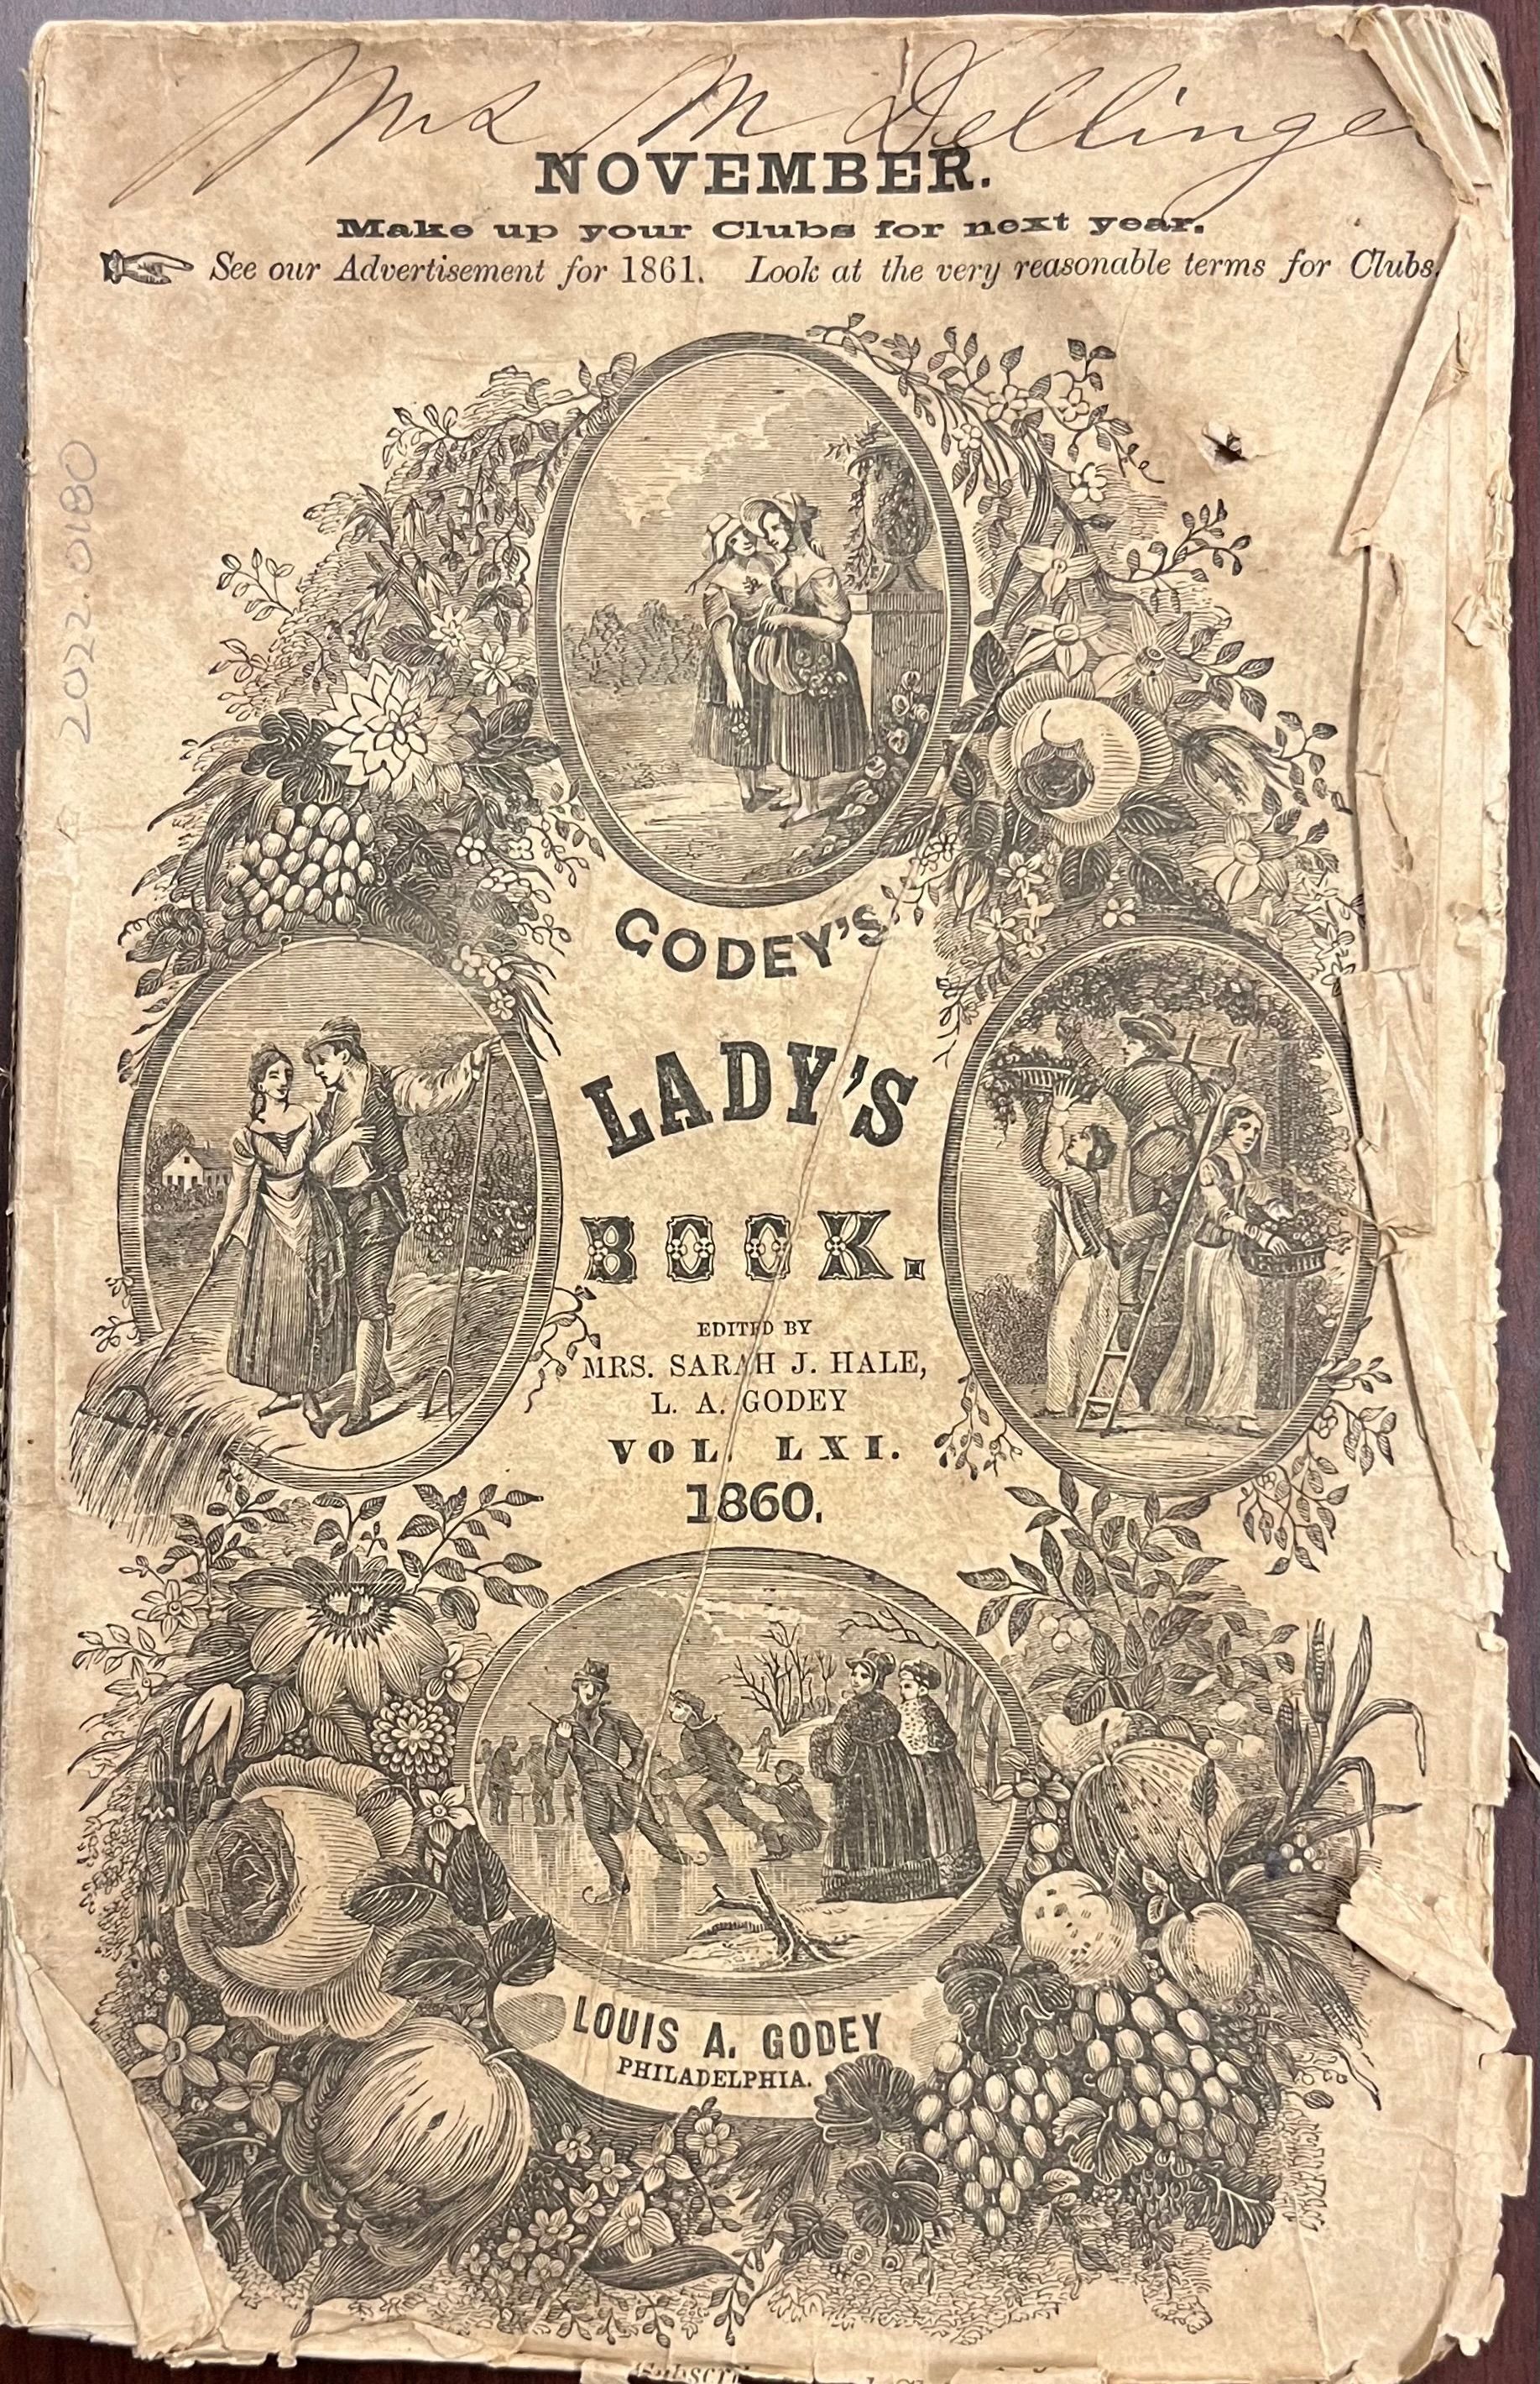 Mrs M Dellinge
NOVEMBER.
Make up your Clubs for next year.
See our Advertisement for 1861. Look at the very reasonable terms for Clubs.
2022.0180
GODEY'S
LADY'S
BOOK.
EDITED BY
MRS. SARAH J. HALE,
L. A. GODEY
VOL. LXI.
1860.
LOUIS A. GODEY
PHILADELPHIA.